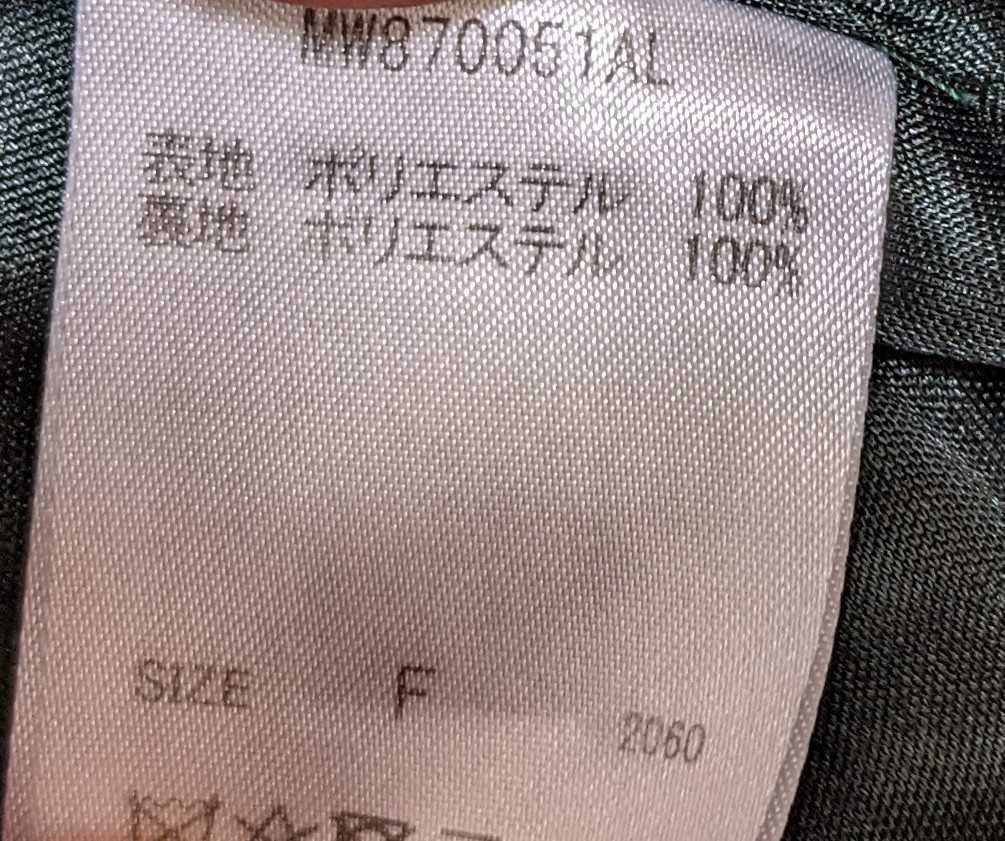 MW870051AL
表地 ポリエステル 100%
裏地 ポリエステル 100%
SIZE F
2060